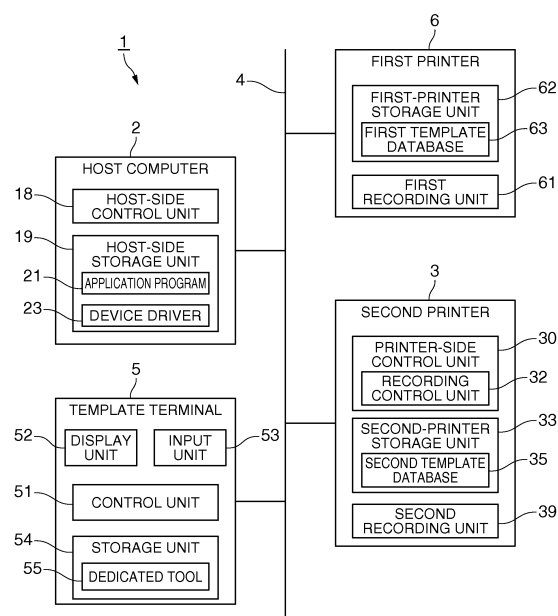 1
4
2
HOST COMPUTER
18
HOST-SIDE
CONTROL UNIT
19
HOST-SIDE
STORAGE UNIT
21
APPLICATION PROGRAM
23
DEVICE DRIVER
5
TEMPLATE TERMINAL
52
DISPLAY
UNIT
INPUT
UNIT
53
51
CONTROL UNIT
54
STORAGE UNIT
55
DEDICATED TOOL
6
FIRST PRINTER
FIRST-PRINTER
STORAGE UNIT
62
FIRST TEMPLATE
DATABASE
63
FIRST
RECORDING UNIT
61
3
SECOND PRINTER
PRINTER-SIDE
CONTROL UNIT
30
RECORDING
CONTROL UNIT
32
SECOND-PRINTER
STORAGE UNIT
33
SECOND TEMPLATE
DATABASE
35
SECOND
RECORDING UNIT
39